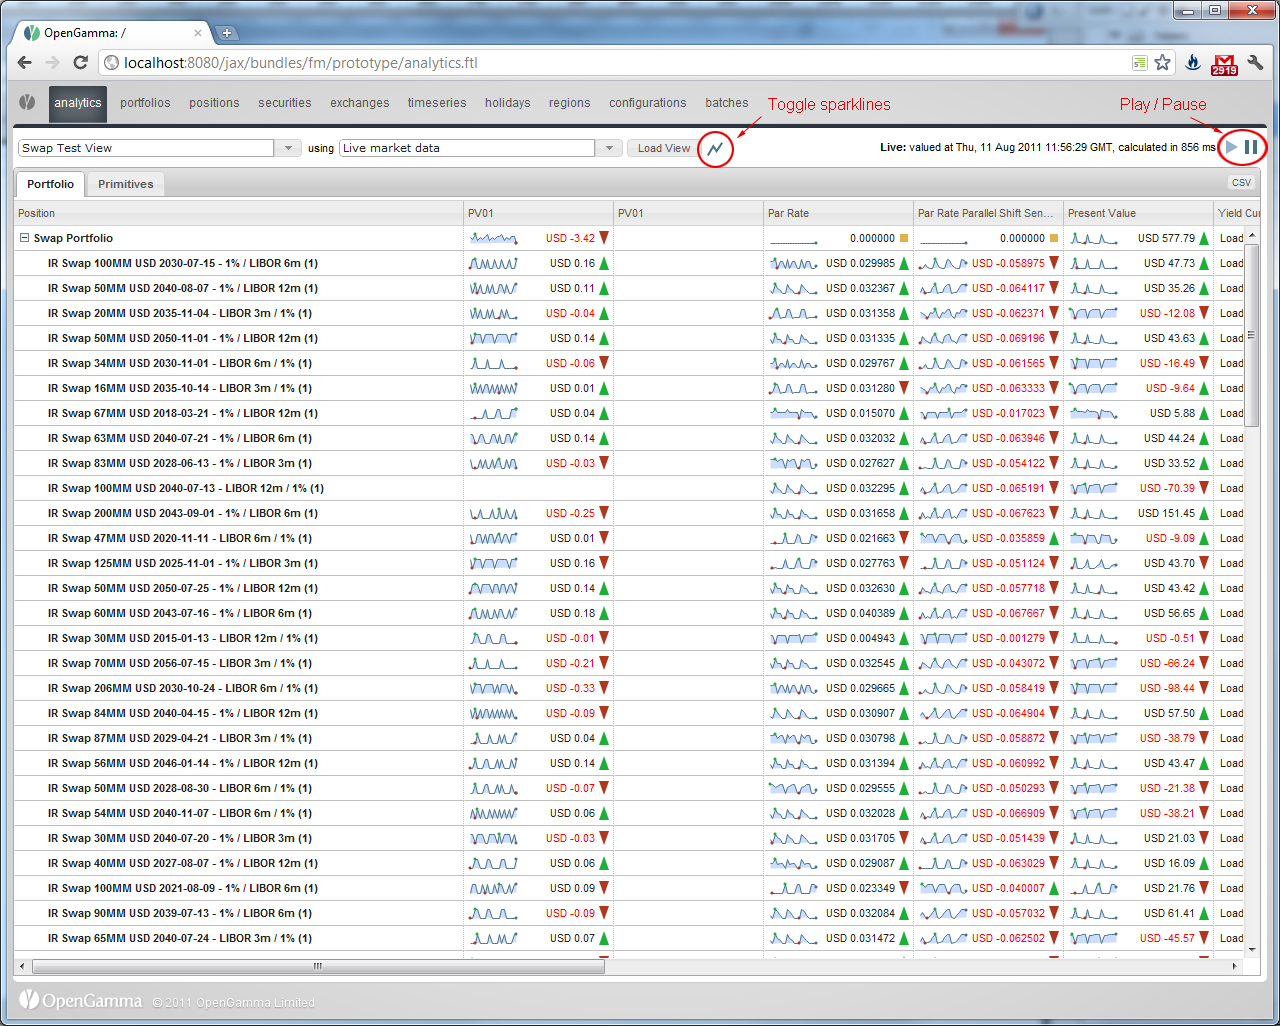 OpenGamma: /
localhost:8080/jax/bundles/fm/prototype/analytics.ftl
2919
analytics portfolios positions securities exchanges timeseries holidays regions configurations batches Toggle sparklines Play / Pause
Swap Test View using Live market data Load View Live: valued at Thu, 11 Aug 2011 11:56:29 GMT, calculated in 856 ms
Portfolio Primitives CSV
Position PV01 PV01 Par Rate Par Rate Parallel Shift Sen... Present Value Yield Cu
Swap Portfolio USD -3.42 0.000000 0.000000 USD 577.79 Load
IR Swap 100MM USD 2030-07-15 - 1% / LIBOR 6m (1) USD 0.16 USD 0.029985 USD -0.058975 USD 47.73 Load
IR Swap 50MM USD 2040-08-07 - 1% / LIBOR 12m (1) USD 0.11 USD 0.032367 USD -0.064117 USD 35.26 Load
IR Swap 20MM USD 2035-11-04 - LIBOR 3m / 1% (1) USD -0.04 USD 0.031358 USD -0.062371 USD -12.08 Load
IR Swap 50MM USD 2050-11-01 - 1% / LIBOR 12m (1) USD 0.14 USD 0.031335 USD -0.069196 USD 43.63 Load
IR Swap 34MM USD 2030-11-01 - LIBOR 6m / 1% (1) USD -0.06 USD 0.029767 USD -0.061565 USD -16.49 Load
IR Swap 16MM USD 2035-10-14 - LIBOR 3m / 1% (1) USD 0.01 USD 0.031280 USD -0.063333 USD -9.64 Load
IR Swap 67MM USD 2018-03-21 - 1% / LIBOR 12m (1) USD 0.04 USD 0.015070 USD -0.017023 USD 5.88 Load
IR Swap 63MM USD 2040-07-21 - 1% / LIBOR 6m (1) USD 0.14 USD 0.032032 USD -0.063946 USD 44.24 Load
IR Swap 83MM USD 2028-06-13 - 1% / LIBOR 3m (1) USD -0.03 USD 0.027627 USD -0.054122 USD 33.52 Load
IR Swap 100MM USD 2040-07-13 - LIBOR 12m / 1% (1) USD 0.032295 USD -0.065191 USD -70.39 Load
IR Swap 200MM USD 2043-09-01 - 1% / LIBOR 6m (1) USD -0.25 USD 0.031658 USD -0.067623 USD 151.45 Load
IR Swap 47MM USD 2020-11-11 - LIBOR 6m / 1% (1) USD 0.01 USD 0.021663 USD -0.035859 USD -9.09 Load
IR Swap 125MM USD 2025-11-01 - 1% / LIBOR 3m (1) USD 0.16 USD 0.027763 USD -0.051124 USD 43.70 Load
IR Swap 50MM USD 2050-07-25 - 1% / LIBOR 12m (1) USD 0.14 USD 0.032630 USD -0.057718 USD 43.42 Load
IR Swap 60MM USD 2043-07-16 - 1% / LIBOR 6m (1) USD 0.18 USD 0.040389 USD -0.067667 USD 56.65 Load
IR Swap 30MM USD 2015-01-13 - LIBOR 12m / 1% (1) USD -0.01 USD 0.004943 USD -0.001279 USD -0.51 Load
IR Swap 70MM USD 2056-07-15 - LIBOR 3m / 1% (1) USD -0.21 USD 0.032545 USD -0.043072 USD -66.24 Load
IR Swap 206MM USD 2030-10-24 - LIBOR 6m / 1% (1) USD -0.33 USD 0.029665 USD -0.058419 USD -98.44 Load
IR Swap 84MM USD 2040-04-15 - 1% / LIBOR 12m (1) USD -0.09 USD 0.030907 USD -0.064904 USD 57.50 Load
IR Swap 87MM USD 2029-04-21 - LIBOR 3m / 1% (1) USD 0.04 USD 0.030798 USD -0.058872 USD -38.79 Load
IR Swap 56MM USD 2046-01-14 - 1% / LIBOR 12m (1) USD 0.14 USD 0.031394 USD -0.060992 USD 43.47 Load
IR Swap 50MM USD 2028-08-30 - LIBOR 6m / 1% (1) USD -0.07 USD 0.029555 USD -0.050293 USD -21.38 Load
IR Swap 54MM USD 2040-11-07 - LIBOR 6m / 1% (1) USD 0.06 USD 0.032028 USD -0.066909 USD -38.21 Load
IR Swap 30MM USD 2040-07-20 - 1% / LIBOR 3m (1) USD -0.03 USD 0.031705 USD -0.051439 USD 21.03 Load
IR Swap 40MM USD 2027-08-07 - 1% / LIBOR 12m (1) USD 0.06 USD 0.029087 USD -0.063029 USD 16.09 Load
IR Swap 100MM USD 2021-08-09 - 1% / LIBOR 6m (1) USD 0.09 USD 0.023349 USD -0.040007 USD 21.76 Load
IR Swap 90MM USD 2039-07-13 - 1% / LIBOR 6m (1) USD -0.09 USD 0.032084 USD -0.057032 USD 61.41 Load
IR Swap 65MM USD 2040-07-24 - LIBOR 3m / 1% (1) USD 0.07 USD 0.031472 USD -0.062502 USD -45.57 Load
OpenGamma © 2011 OpenGamma Limited